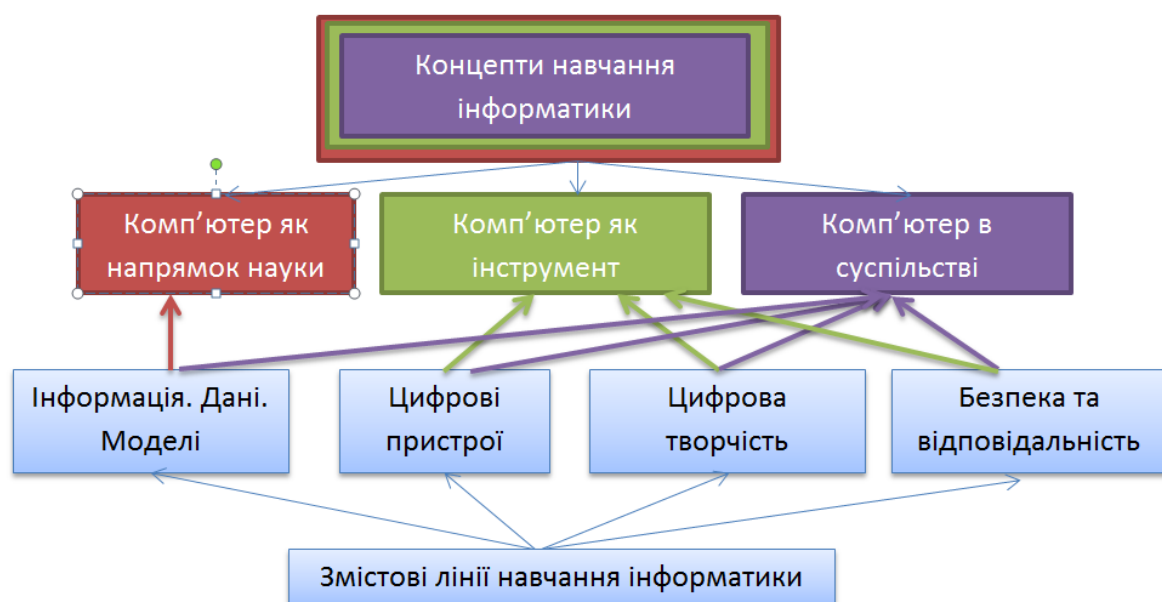 Концепти навчання
інформатики
Комп’ютер як
напрямок науки
Комп’ютер як
інструмент
Комп’ютер в
суспільстві
Інформація. Дані.
Моделі
Цифрові
пристрої
Цифрова
творчість
Безпека та
відповідальність
Змістові лінії навчання інформатики